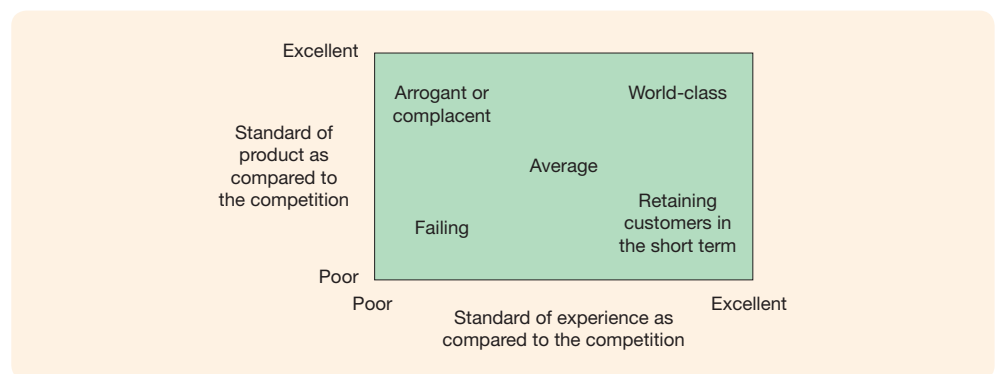 Excellent
Arrogant or
complacent
World-class
Standard of
product as
compared to
the competition
Average
Retaining
customers in
the short term
Failing
Poor
Poor
Excellent
Standard of experience as
compared to the competition